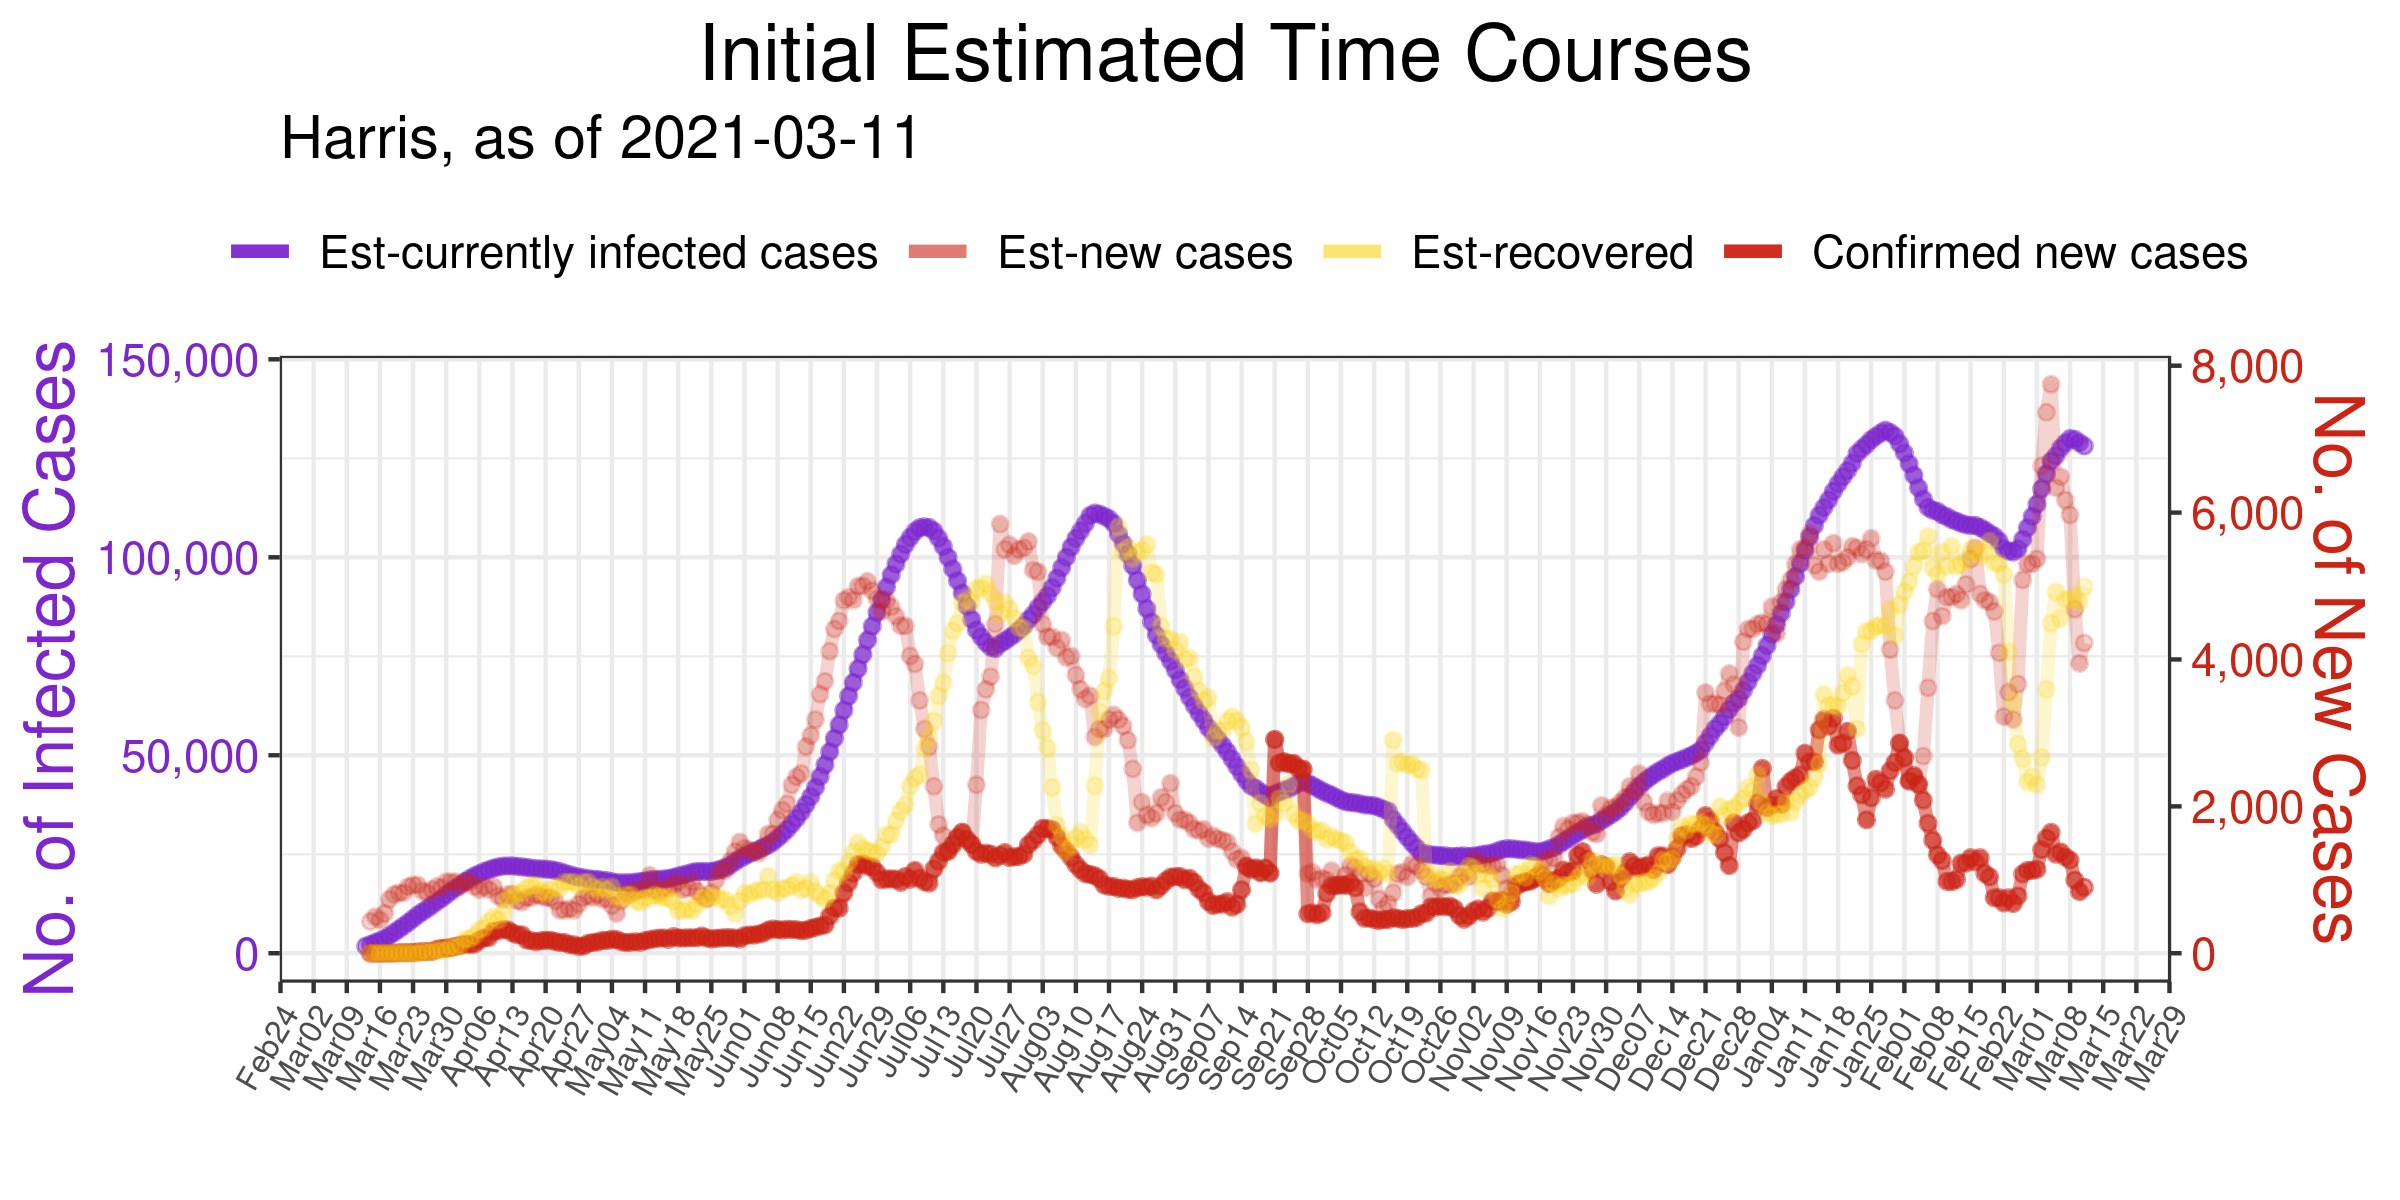 Initial Estimated Time Courses
Harris, as of 2021-03-11
Est-currently infected cases Est-new cases Est-recovered Confirmed new cases
No. of Infected Cases
150,000
100,000
50,000
0
8,000
6,000
4,000
2,000
0
No. of New Cases
Feb24 Mar02 Mar09 Mar16 Mar23 Mar30 Apr06 Apr13 Apr20 Apr27 May04 May11 May18 May25 Jun01 Jun08 Jun15 Jun22 Jun29 Jul06 Jul13 Jul20 Jul27 Aug03 Aug10 Aug17 Aug24 Aug31 Sep07 Sep14 Sep21 Sep28 Oct05 Oct12 Oct19 Oct26 Nov02 Nov09 Nov16 Nov23 Nov30 Dec07 Dec14 Dec21 Dec28 Jan04 Jan11 Jan18 Jan25 Feb01 Feb08 Feb15 Feb22 Mar01 Mar08 Mar15 Mar22 Mar29